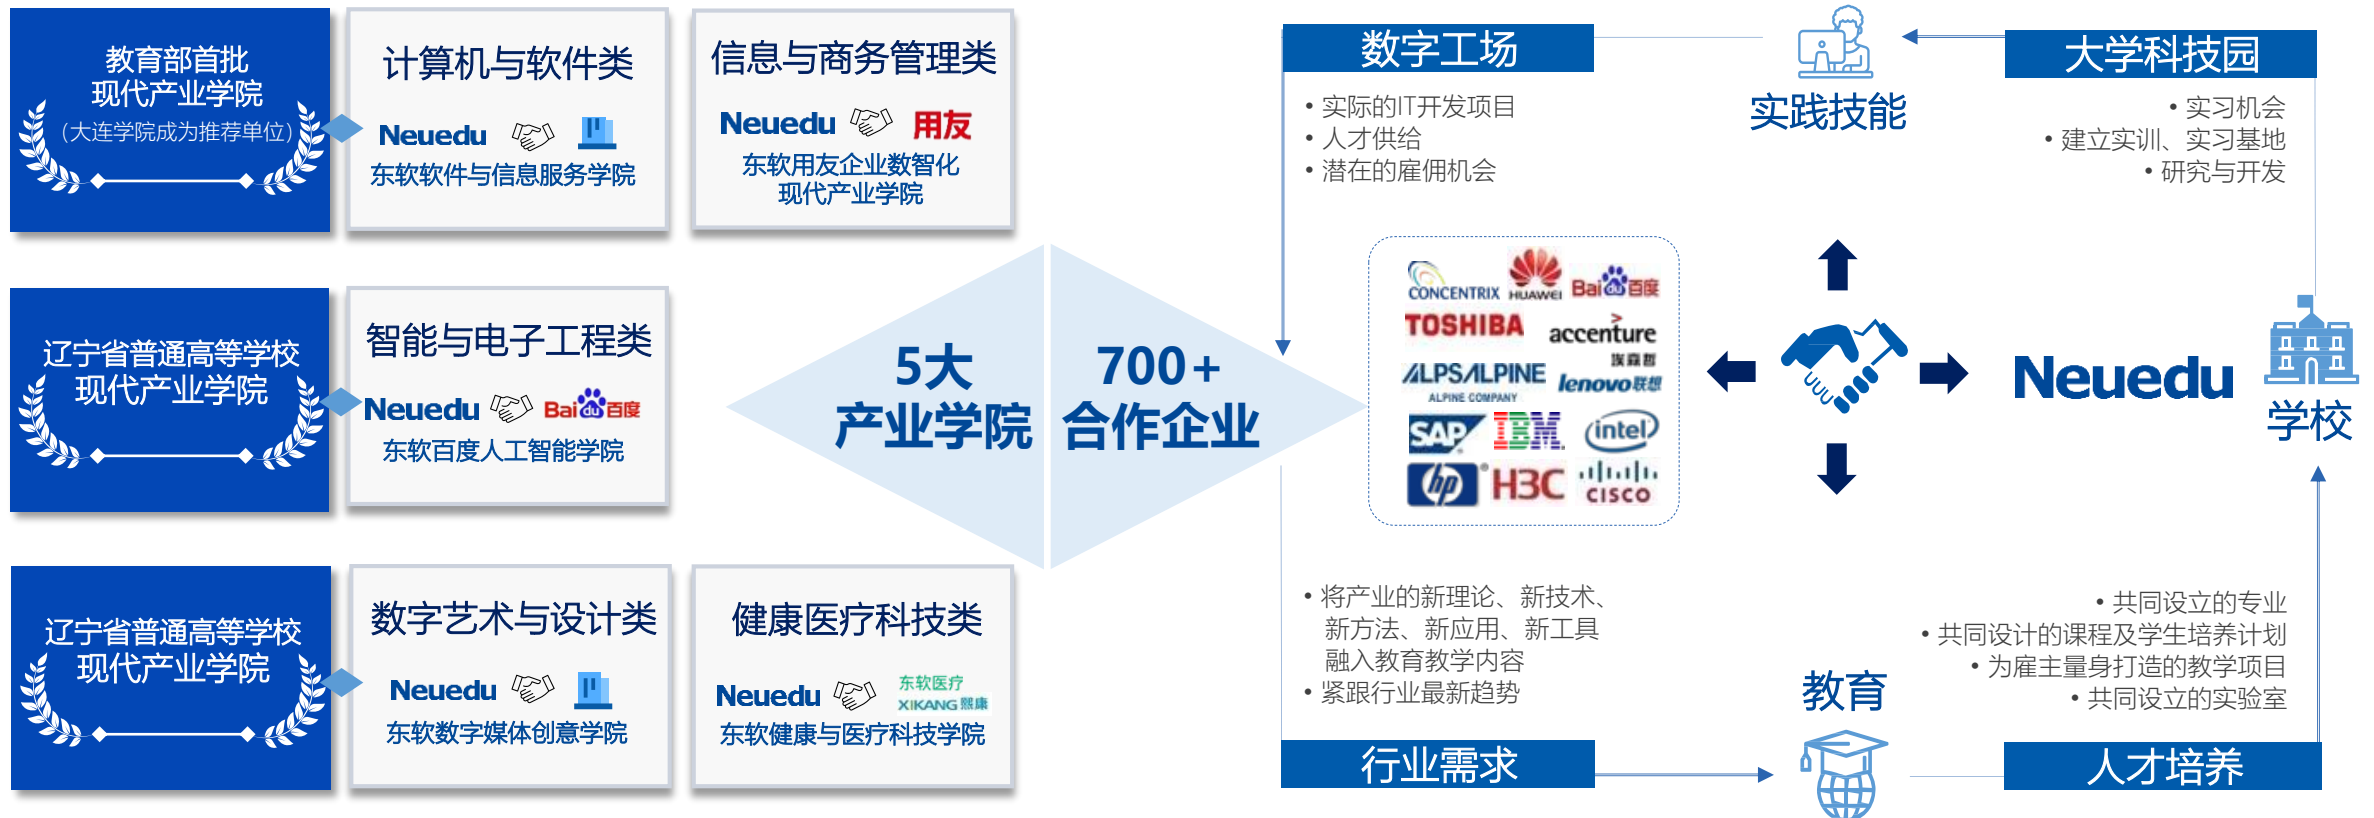 教育部首批
现代产业学院
(大连学院成为推荐单位)
计算机与软件类
Neuedu
东软软件与信息服务学院
信息与商务管理类
Neuedu 用友
东软用友企业数智化
现代产业学院
辽宁省普通高等学校
现代产业学院
智能与电子工程类
Neuedu Bai du 百度
东软百度人工智能学院
辽宁省普通高等学校
现代产业学院
数字艺术与设计类
Neuedu
东软数字媒体创意学院
健康医疗科技类
Neuedu 东软医疗
XIKANG 熙康
东软健康与医疗科技学院
5大
产业学院
700+
合作企业
数字工场
• 实际的IT开发项目
• 人才供给
• 潜在的雇佣机会
实践技能
大学科技园
• 实习机会
• 建立实训、实习基地
• 研究与开发
CONCENTRIX HUAWEI Bai du 百度
TOSHIBA accenture
埃森哲
ALPS/ALPINE lenovo联想
ALPINE COMPANY
SAP IBM intel
hp H3C CISCO
Neuedu
学校
• 将产业的新理论、新技术、
新方法、新应用、新工具
融入教育教学内容
• 紧跟行业最新趋势
行业需求
教育
• 共同设立的专业
• 共同设计的课程及学生培养计划
• 为雇主量身打造的教学项目
• 共同设立的实验室
人才培养